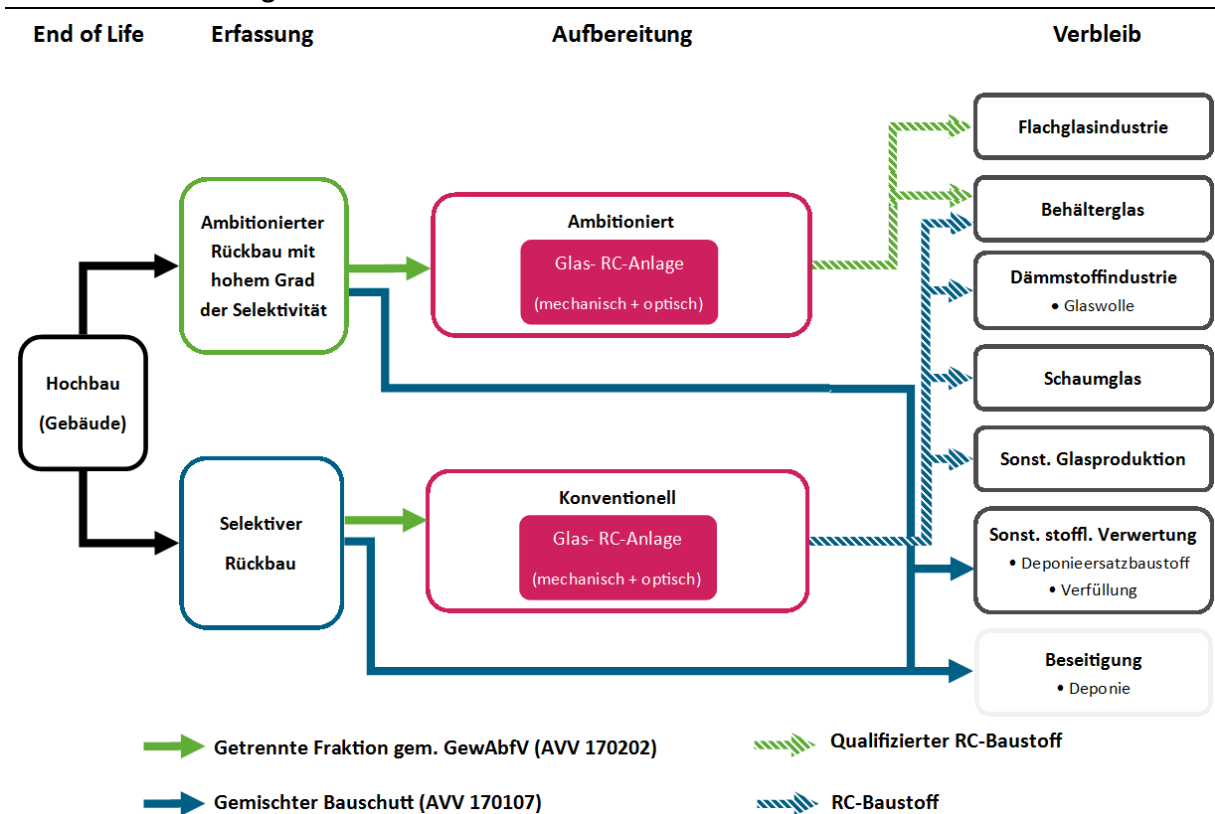 End of Life
Erfassung
Aufbereitung
Verbleib
Hochbau
(Gebäude)
Ambitionierter
Rückbau mit
hohem Grad
der Selektivität
Selektiver
Rückbau
Ambitioniert
Glas- RC-Anlage
(mechanisch + optisch)
Konventionell
Glas- RC-Anlage
(mechanisch + optisch)
Flachglasindustrie
Behälterglas
Dämmstoffindustrie
• Glaswolle
Schaumglas
Sonst. Glasproduktion
Sonst. stoffl. Verwertung
• Deponieersatzbaustoff
• Verfüllung
Beseitigung
• Deponie
Getrennte Fraktion gem. GewAbfV (AVV 170202)
Qualifizierter RC-Baustoff
Gemischter Bauschutt (AVV 170107)
RC-Baustoff